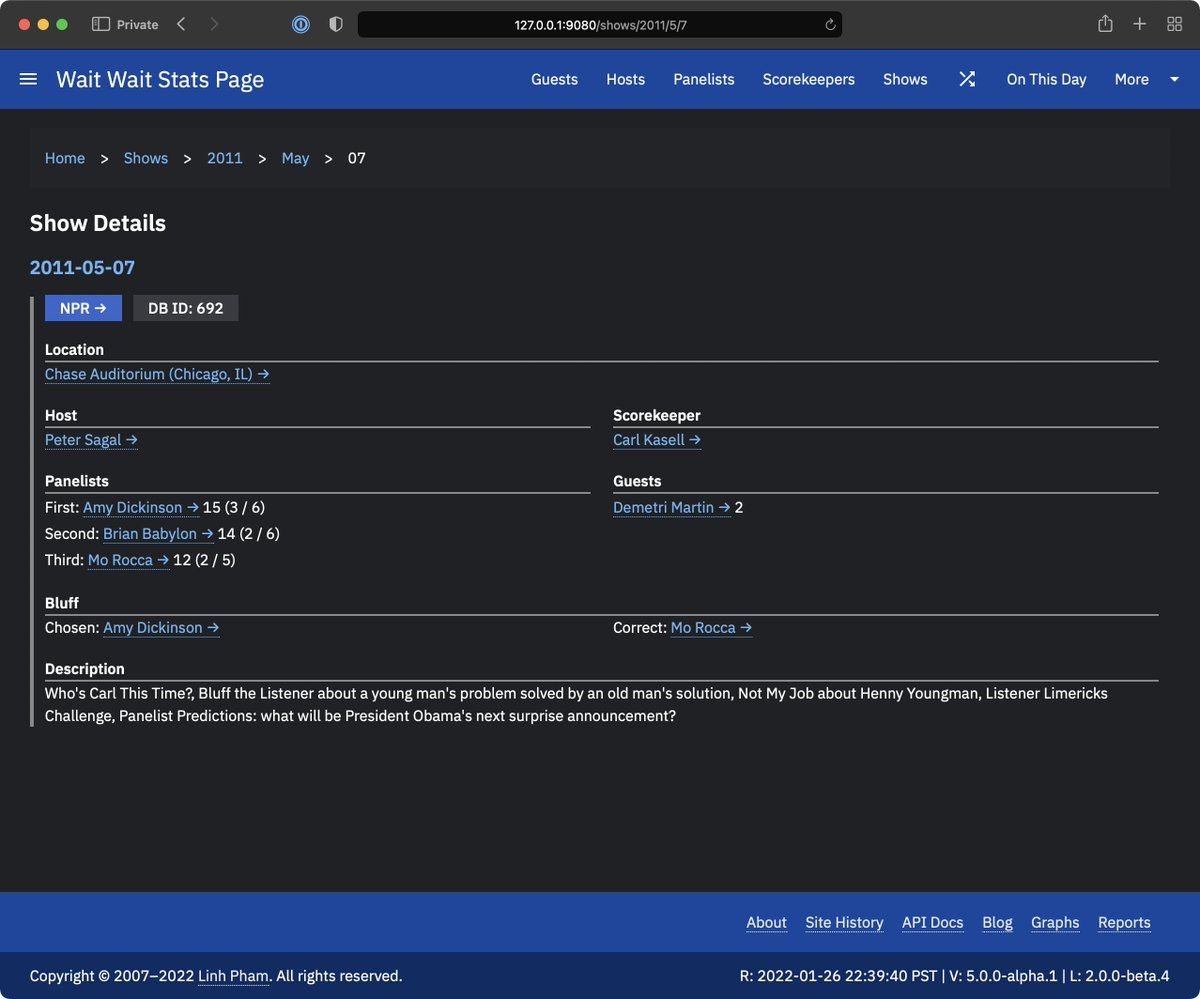 Private
127.0.0.1:9080/shows/2011/5/7
Wait Wait Stats Page
Guests Hosts Panelists Scorekeepers Shows On This Day More
Home > Shows > 2011 > May > 07
Show Details
2011-05-07
NPR → DB ID: 692
Location
Chase Auditorium (Chicago, IL) →
Host
Peter Sagal →
Scorekeeper
Carl Kasell →
Panelists
First: Amy Dickinson → 15 (3 / 6)
Second: Brian Babylon → 14 (2 / 6)
Third: Mo Rocca → 12 (2 / 5)
Guests
Demetri Martin → 2
Bluff
Chosen: Amy Dickinson →
Correct: Mo Rocca →
Description
Who's Carl This Time?, Bluff the Listener about a young man's problem solved by an old man's solution, Not My Job about Henny Youngman, Listener Limericks
Challenge, Panelist Predictions: what will be President Obama's next surprise announcement?
About Site History API Docs Blog Graphs Reports
Copyright © 2007–2022 Linh Pham. All rights reserved.
R: 2022-01-26 22:39:40 PST | V: 5.0.0-alpha.1 | L: 2.0.0-beta.4